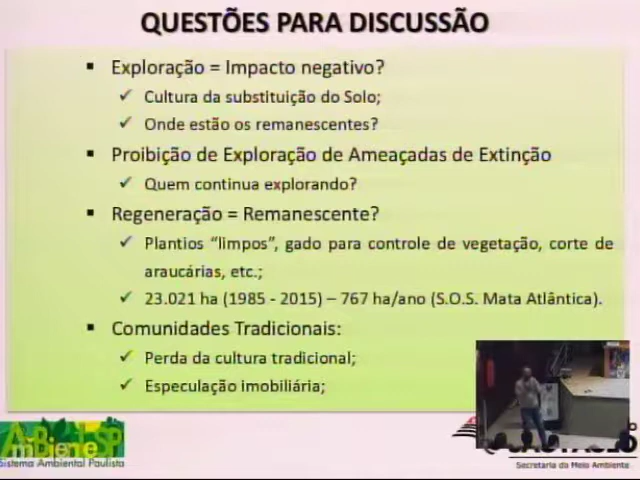 QUESTÕES PARA DISCUSSÃO
Exploração = Impacto negativo?
Cultura da substituição do Solo;
Onde estão os remanescentes?
Proibição de Exploração de Ameaçadas de Extinção
Quem continua explorando?
Regeneração = Remanescente?
Plantios “limpos”, gado para controle de vegetação, corte de
araucárias, etc.;
23.021 ha (1985 - 2015) – 767 ha/ano (S.O.S. Mata Atlântica).
Comunidades Tradicionais:
Perda da cultura tradicional;
Especulação imobiliária;
AmBienteSP
Sistema Ambiental Paulista
Secretaria do Meio Ambiente